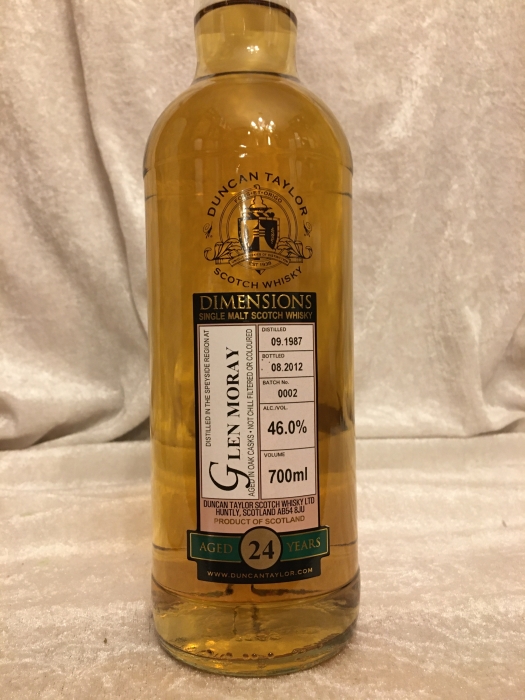 DUNCAN TAYLOR
SCOTCH WHISKY
DIMENSIONS
SINGLE MALT SCOTCH WHISKY
DISTILLED IN THE SPEYSIDE REGION AT
GLEN MORAY
AGED IN OAK CASKS • NOT CHILL FILTERED OR COLOURED
DISTILLED
09.1987
BOTTLED
08.2012
BATCH No.
0002
ALC./VOL.
46.0%
VOLUME
700ml
DUNCAN TAYLOR SCOTCH WHISKY LTD
HUNTLY, SCOTLAND AB54 8JU
PRODUCT OF SCOTLAND
AGED 24 YEARS
WWW.DUNCANTAYLOR.COM